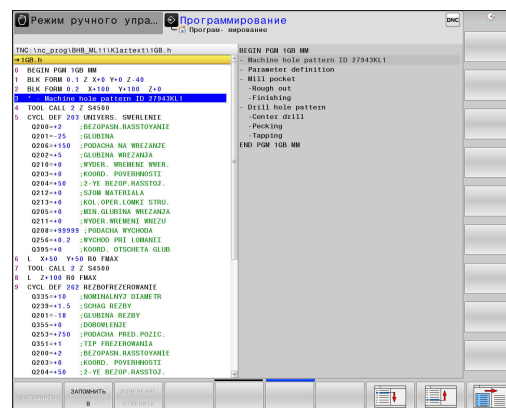 Режим ручного упра...
Программирование
Програм- мирование
DNC
TNC:\nc_prog\BHB_ML11\Klartext\1GB.h
→1GB.h
0 BEGIN PGM 1GB MM
1 BLK FORM 0.1 Z X+0 Y+0 Z-40
2 BLK FORM 0.2 X+100 Y+100 Z+0
3 * - Machine hole pattern ID 27943KL1
4 TOOL CALL 2 Z S4500
5 CYCL DEF 203 UNIVERS. SWERLENIE
Q200=+2 ;BEZOPASN.RASSTOYANIE
Q201=-25 ;GLUBINA
Q206=+150 ;PODACHA NA WREZANJE
Q202=+5 ;GLUBINA WREZANJA
Q210=+0 ;WYDER. WREMENI WWER.
Q203=+0 ;KOORD. POVERHNOSTI
Q204=+50 ;2-YE BEZOP.RASSTOJ.
Q212=+0 ;SJOM MATERIALA
Q213=+0 ;KOL.OPER.LOMKI STRU.
Q205=+0 ;MIN.GLUBINA WREZANJA
Q211=+0 ;WYDER.WREMENI WNIZU
Q208=+99999 ;PODACHA WYCHODA
Q256=+0.2 ;WYCHOD PRI LOMANII
Q395=+0 ;KOORD. OTSCHETA GLUB
6 L X+50 Y+50 R0 FMAX
7 TOOL CALL 2 Z S4500
8 L Z+100 R0 FMAX
9 CYCL DEF 262 REZBOFREZEROWANIE
Q335=+10 ;NOMINALNYJ DIAMETR
Q239=+1.5 ;SCHAG REZBY
Q201=-18 ;GLUBINA REZBY
Q355=+0 ;DOBOWLENJE
Q253=+750 ;PODACHA PRED.POZIC.
Q351=+1 ;TIP FREZEROWANIA
Q200=+2 ;BEZOPASN.RASSTOYANIE
Q203=+0 ;KOORD. POVERHNOSTI
Q204=+50 ;2-YE BEZOP.RASSTOJ.
BEGIN PGM 1GB MM
- Machine hole pattern ID 27943KL1
- Parameter definition
- Mill pocket
-Rough out
-Finishing
- Drill hole pattern
-Center drill
-Pecking
-Tapping
END PGM 1GB MM
ЗАПОМНИТЬ
ЗАПОМНИТЬ
В
ИЗМЕНЕНИЯ
ОТМЕНИТЬ